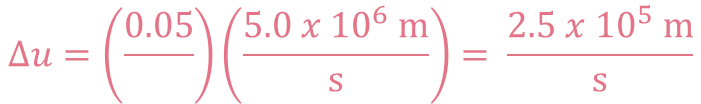 Δu = (0.05/ )(5.0 x 10⁶ m/s) = 2.5 x 10⁵ m/s